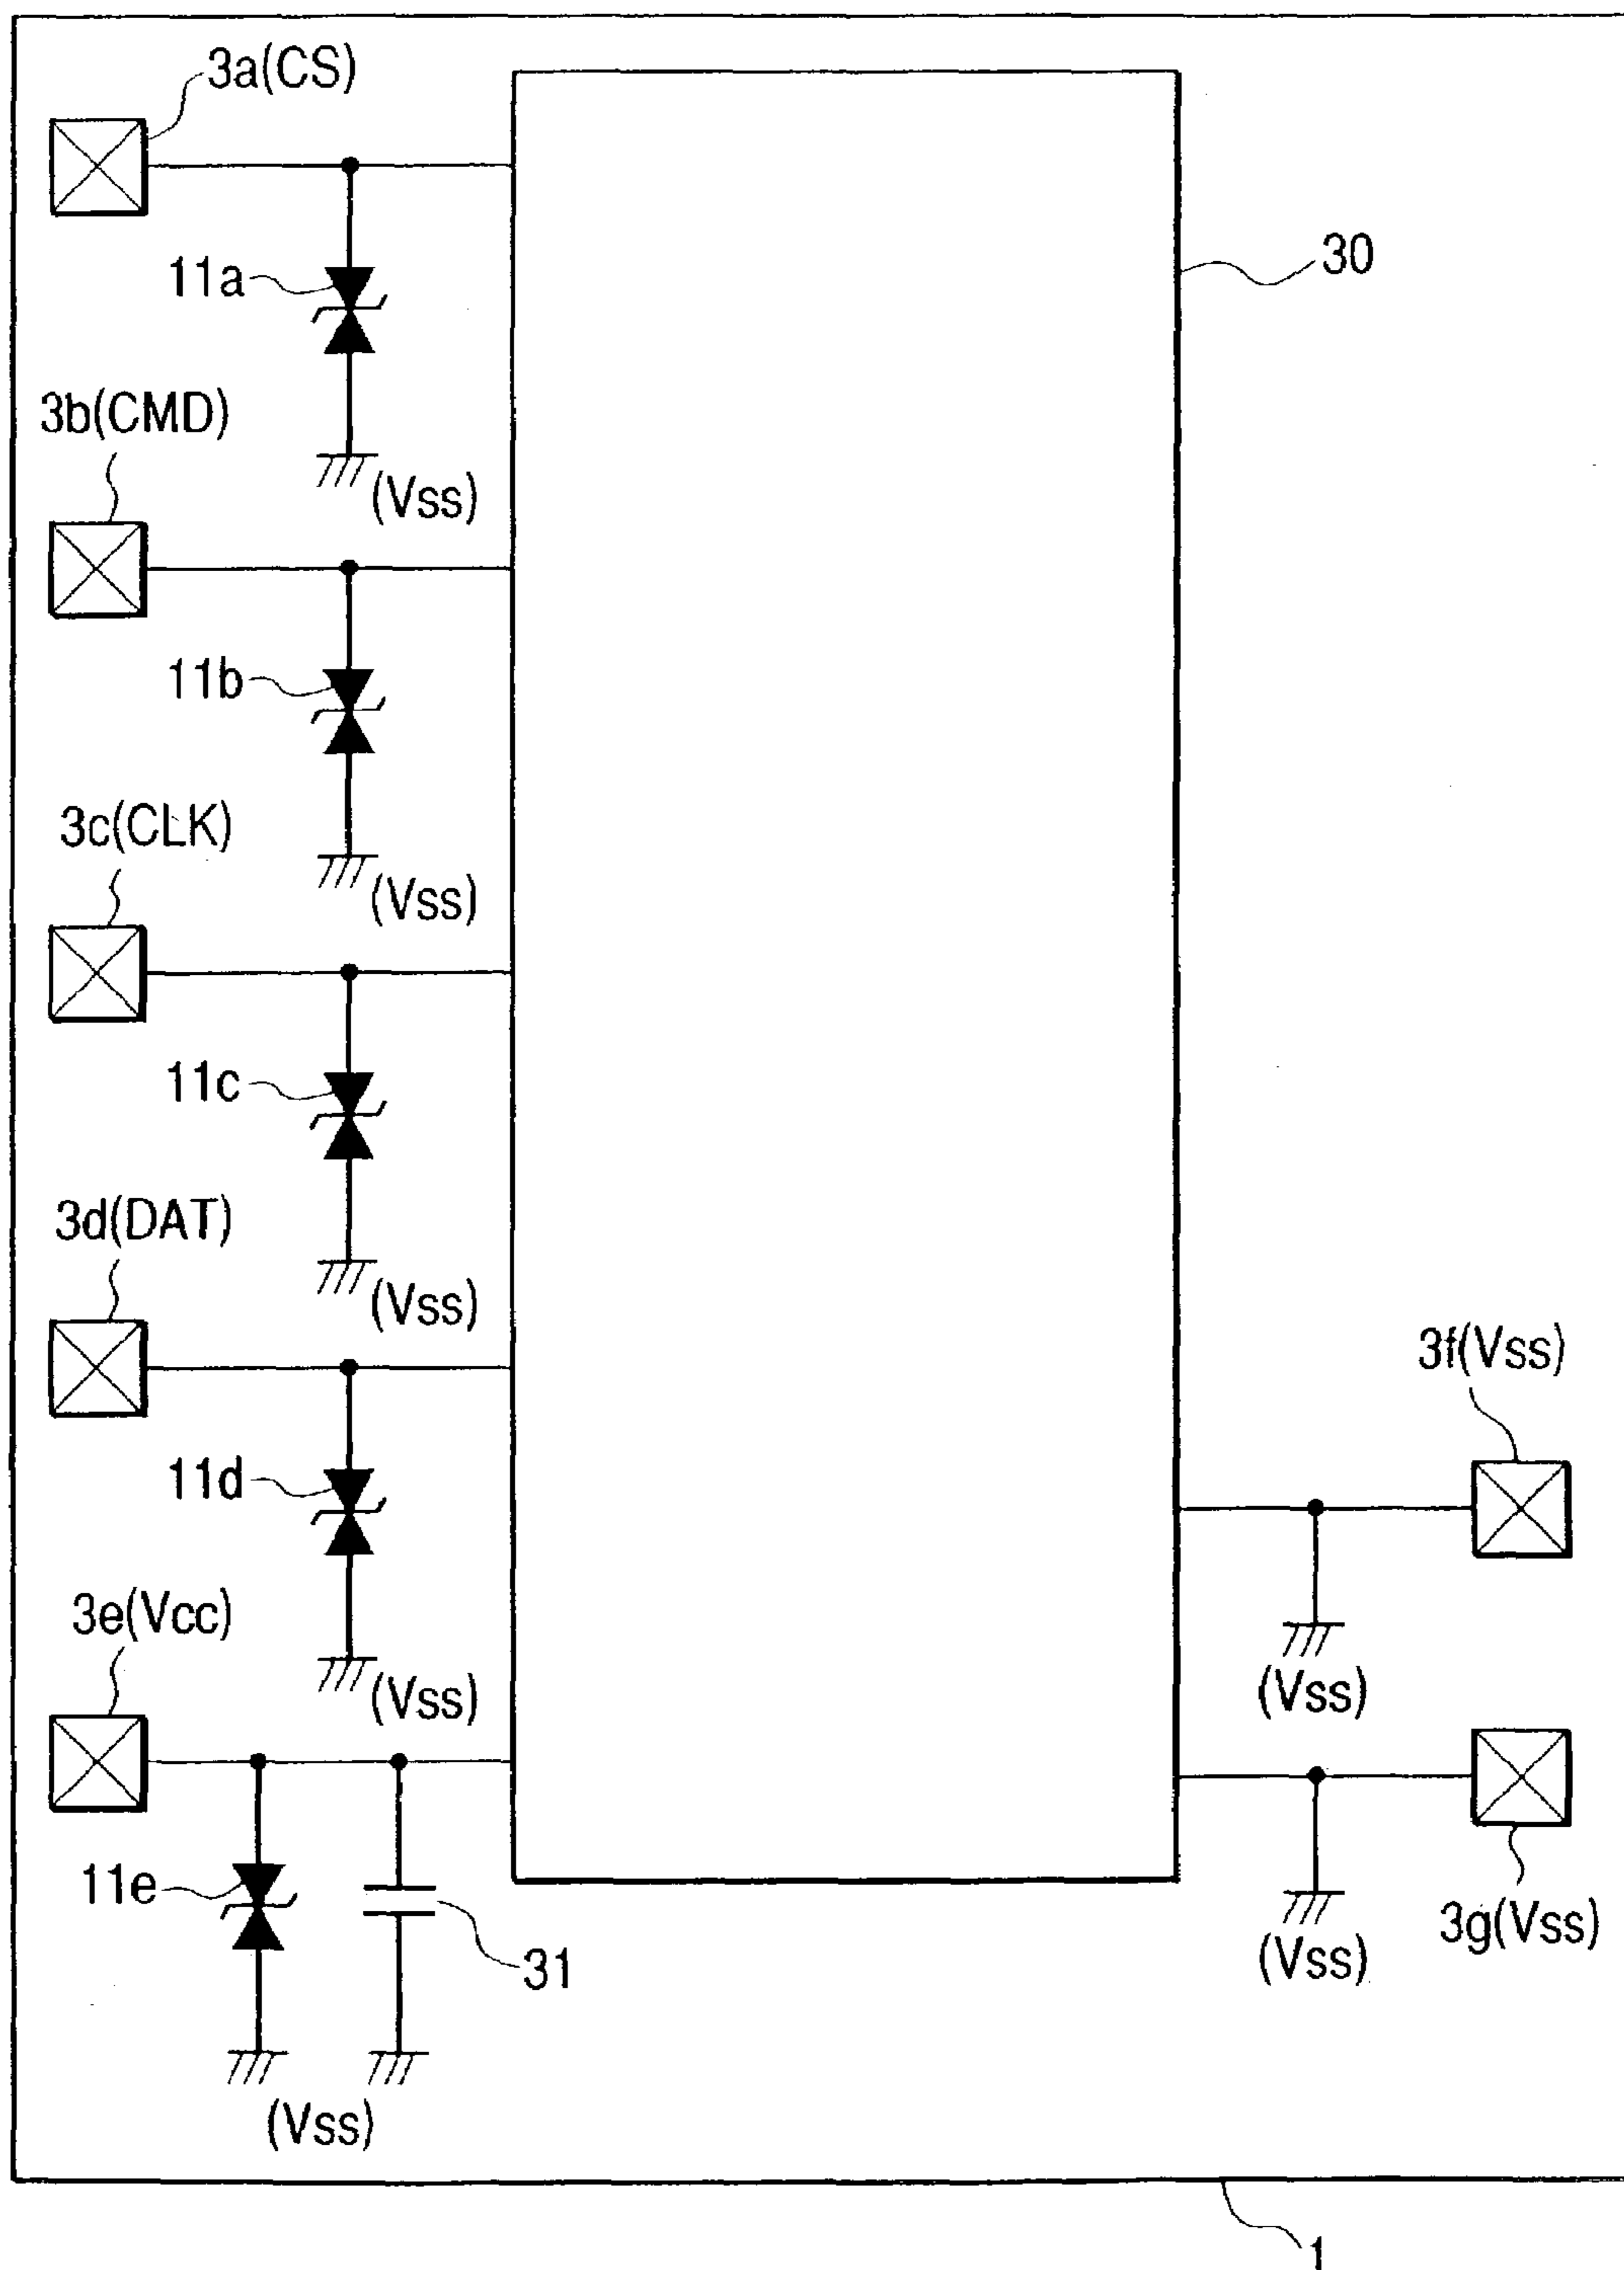 3a(CS)
30
11a
(Vss)
3b(CMD)
11b
(Vss)
3c(CLK)
11c
(Vss)
3d(DAT)
11d
(Vss)
3f(Vss)
3e(Vcc)
(Vss)
11e
31
3g(Vss)
(Vss)
(Vss)
1